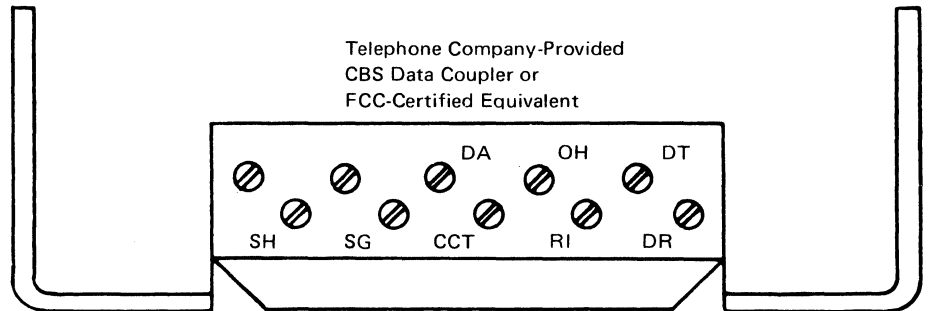 Telephone Company-Provided
CBS Data Coupler or
FCC-Certified Equivalent
DA OH DT
SH SG CCT RI DR